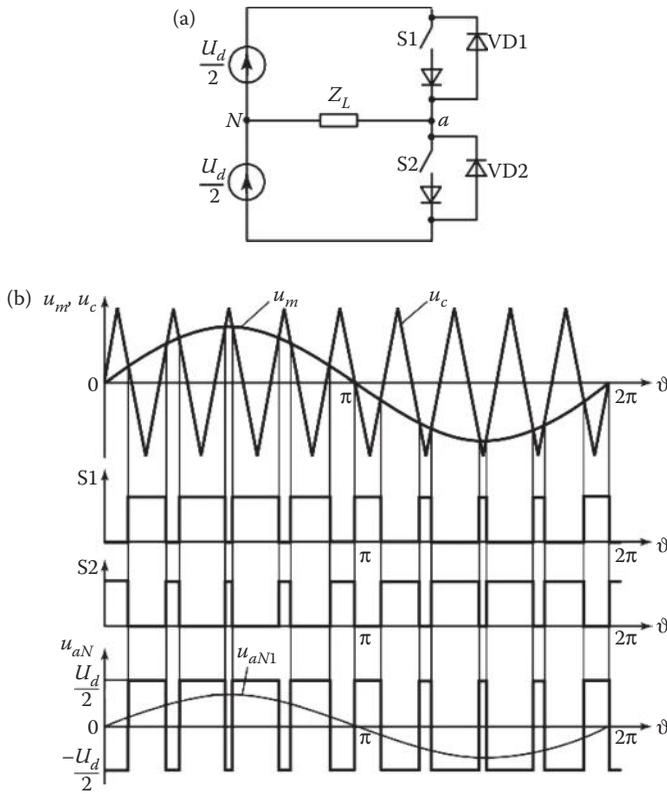 (a)
S1
VD1
U_d
2
Z_L
N
a
U_d
2
S2
VD2
(b)
u_m, u_c
u_m
u_c
0
π
2π
ϑ
S1
π
2π
ϑ
S2
π
2π
ϑ
u_aN
U_d
2
u_aN1
0
π
2π
ϑ
−U_d
2